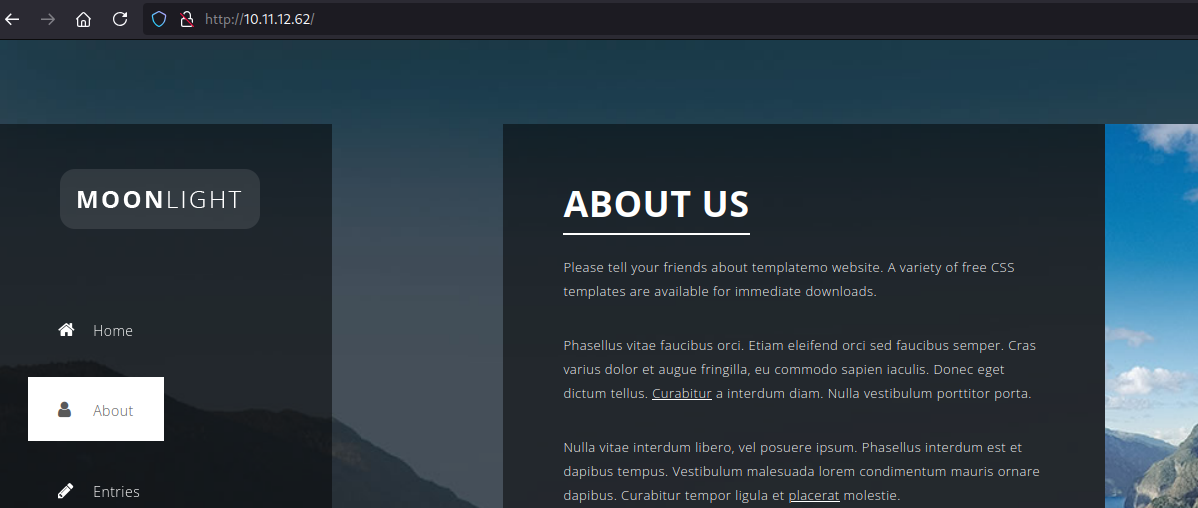 http://10.11.12.62/
MOONLIGHT
Home
About
Entries
ABOUT US
Please tell your friends about templatemo website. A variety of free CSS
templates are available for immediate downloads.
Phasellus vitae faucibus orci. Etiam eleifend orci sed faucibus semper. Cras
varius dolor et augue fringilla, eu commodo sapien iaculis. Donec eget
dictum tellus. Curabitur a interdum diam. Nulla vestibulum porttitor porta.
Nulla vitae interdum libero, vel posuere ipsum. Phasellus interdum est et
dapibus tempus. Vestibulum malesuada lorem condimentum mauris ornare
dapibus. Curabitur tempor ligula et placerat molestie.